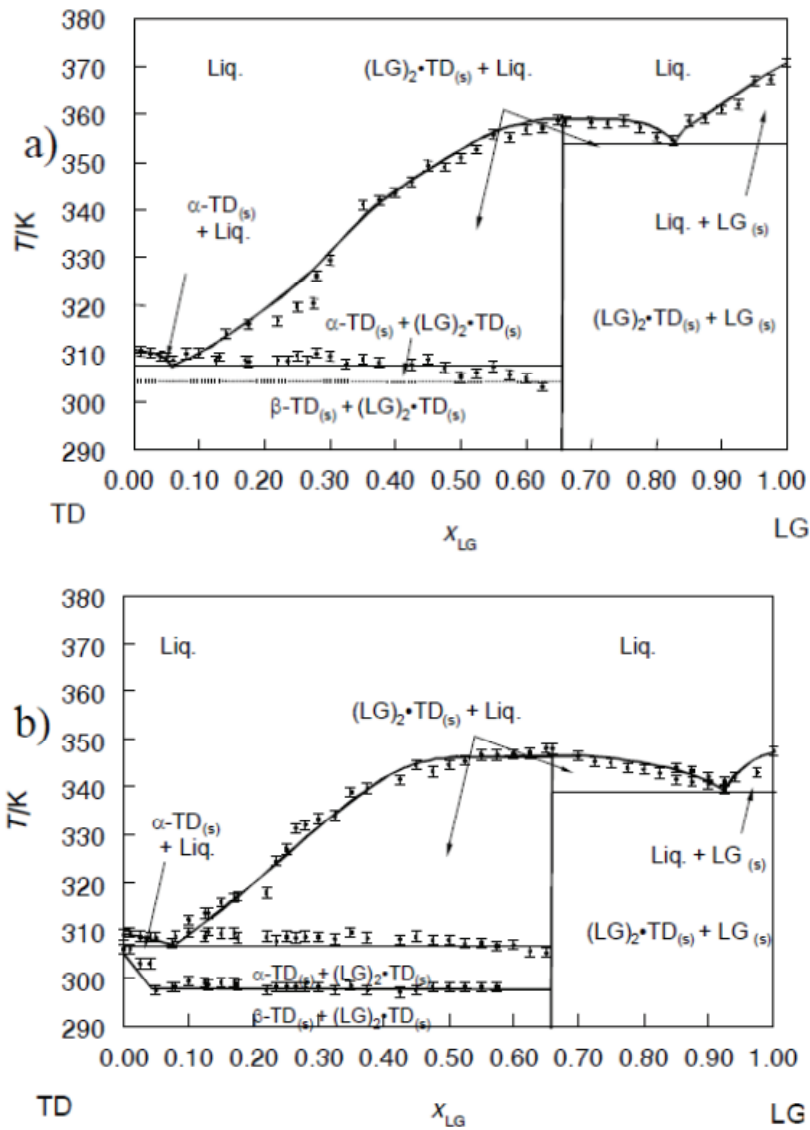 380
Liq.
(LG)2•TD(s) + Liq.
Liq.
370
a)
360
350
α-TD(s)
+ Liq.
T/K
340
Liq. + LG (s)
330
320
α-TD(s) + (LG)2•TD(s)
(LG)2•TD(s) + LG (s)
310
300
β-TD(s) + (LG)2•TD(s)
290
0.00 0.10 0.20 0.30 0.40 0.50 0.60 0.70 0.80 0.90 1.00
TD
xLG
LG
380
370
Liq.
Liq.
b)
360
(LG)2•TD(s) + Liq.
350
T/K
340
α-TD(s)
+ Liq.
330
Liq. + LG (s)
320
310
(LG)2•TD(s) + LG (s)
300
α-TD(s) + (LG)2•TD(s)
β-TD(s) + (LG)2•TD(s)
290
0.00 0.10 0.20 0.30 0.40 0.50 0.60 0.70 0.80 0.90 1.00
TD
xLG
LG